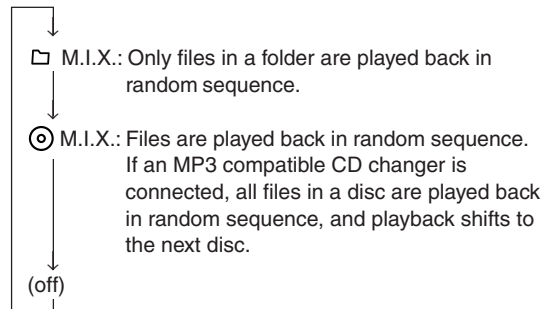 M.I.X.: Only files in a folder are played back in
random sequence.
M.I.X.: Files are played back in random sequence.
If an MP3 compatible CD changer is
connected, all files in a disc are played back
in random sequence, and playback shifts to
the next disc.
(off)